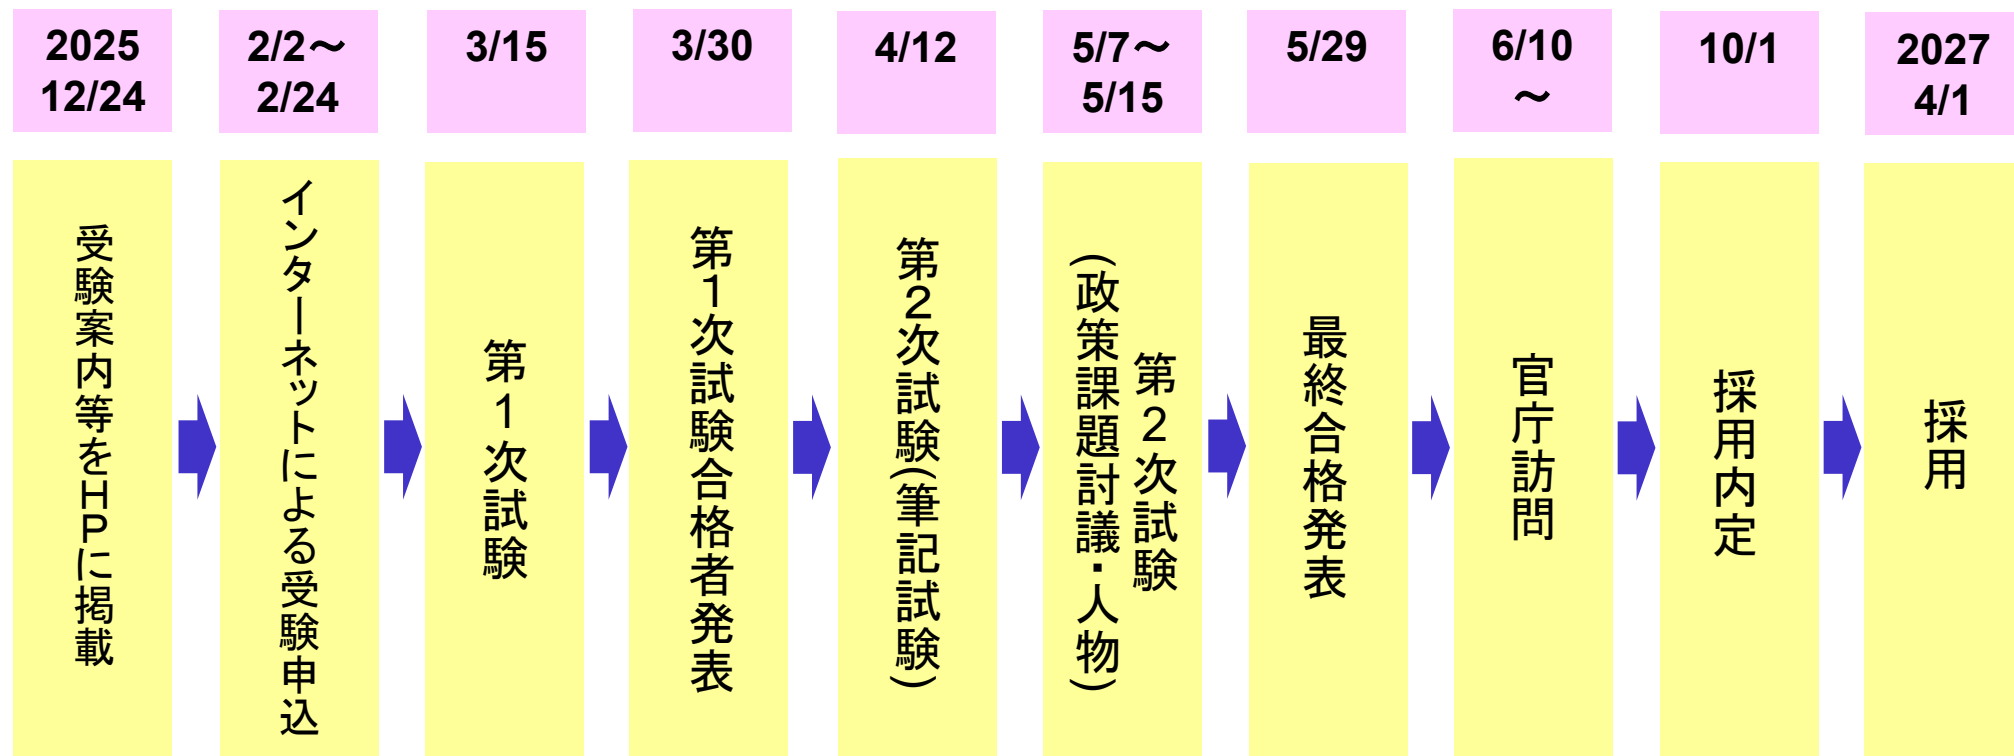 2025
12/24
2/2～
2/24
3/15
3/30
4/12
5/7～
5/15
5/29
6/10
～
10/1
2027
4/1
受験案内等をＨＰに掲載
インターネットによる受験申込
第１次試験
第１次試験合格者発表
第２次試験(筆記試験)
第２次試験
(政策課題討議・人物)
最終合格発表
官庁訪問
採用内定
採用